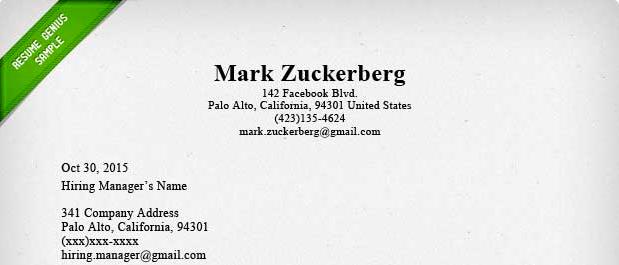 RESUME GENIUS
SAMPLE
Mark Zuckerberg
142 Facebook Blvd.
Palo Alto, California, 94301 United States
(423)135-4624
mark.zuckerberg@gmail.com
Oct 30, 2015
Hiring Manager’s Name
341 Company Address
Palo Alto, California, 94301
(xxx)xxx-xxxx
hiring.manager@gmail.com